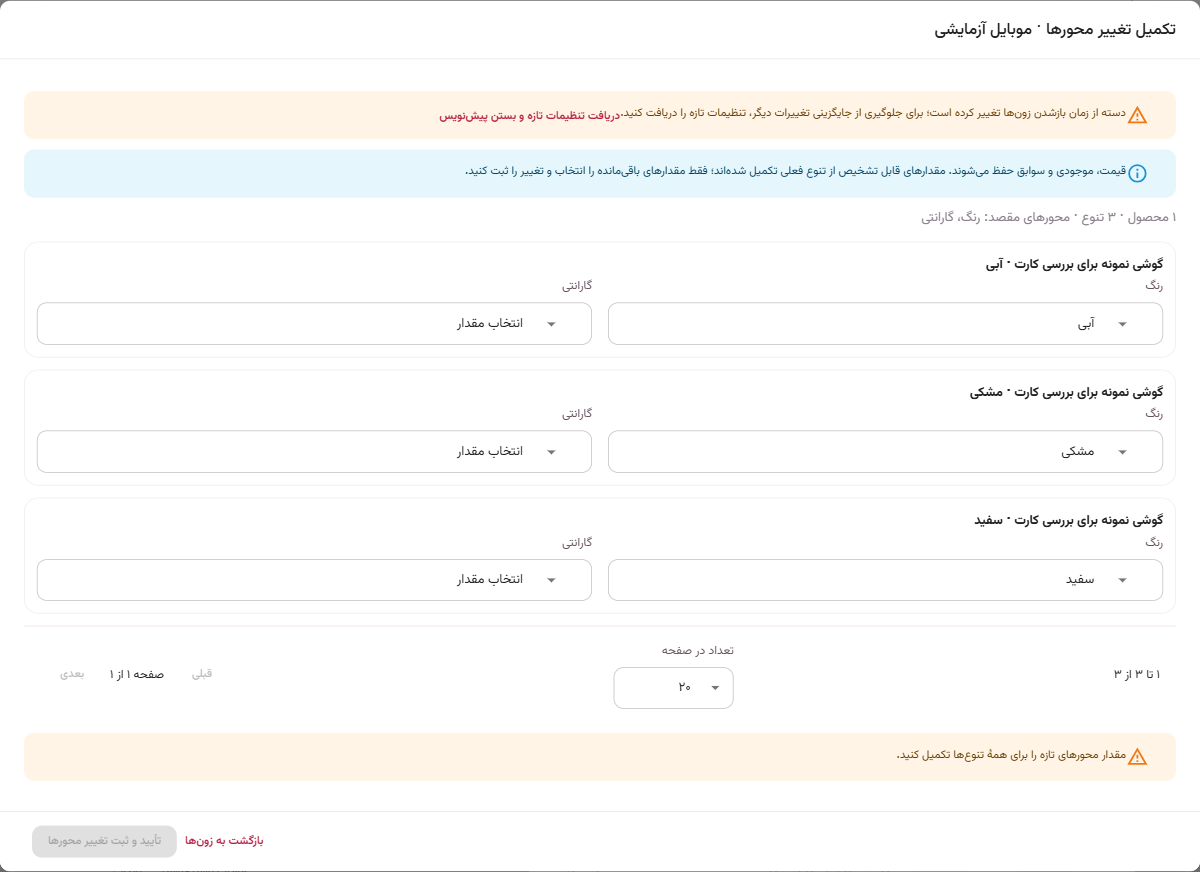 تکمیل تغییر محورها · موبایل آزمایشی
دسته از زمان بازشدن زون‌ها تغییر کرده است؛ برای جلوگیری از جایگزینی تغییرات دیگر، تنظیمات تازه را دریافت کنید. دریافت تنظیمات تازه و بستن پیش‌نویس
قیمت، موجودی و سوابق حفظ می‌شوند. مقدارهای قابل تشخیص از تنوع فعلی تکمیل شده‌اند؛ فقط مقدارهای باقی‌مانده را انتخاب و تغییر را ثبت کنید.
۱ محصول · ۳ تنوع · محورهای مقصد: رنگ، گارانتی
گوشی نمونه برای بررسی کارت · آبی
رنگ گارانتی
آبی انتخاب مقدار
گوشی نمونه برای بررسی کارت · مشکی
رنگ گارانتی
مشکی انتخاب مقدار
گوشی نمونه برای بررسی کارت · سفید
رنگ گارانتی
سفید انتخاب مقدار
تعداد در صفحه
۱ تا ۳ از ۳ ۲۰ قبلی صفحه ۱ از ۱ بعدی
مقدار محورهای تازه را برای همهٔ تنوع‌ها تکمیل کنید.
بازگشت به زون‌ها تأیید و ثبت تغییر محورها